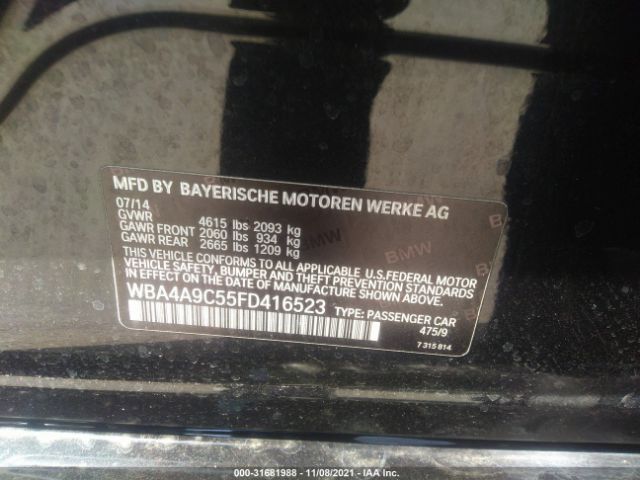 MFD BY BAYERISCHE MOTOREN WERKE AG
07/14
GVWR 4615 lbs 2093 kg
GAWR FRONT 2060 lbs 934 kg
GAWR REAR 2665 lbs 1209 kg
THIS VEHICLE CONFORMS TO ALL APPLICABLE U.S.FEDERAL MOTOR
VEHICLE SAFETY, BUMPER AND THEFT PREVENTION STANDARDS
IN EFFECT ON THE DATE OF MANUFACTURE SHOWN ABOVE.
WBA4A9C55FD416523 TYPE: PASSENGER CAR
475/9
7 315 814
BMW
BMW
BMW
BMW
000-31681988 - 11/08/2021 - IAA Inc.